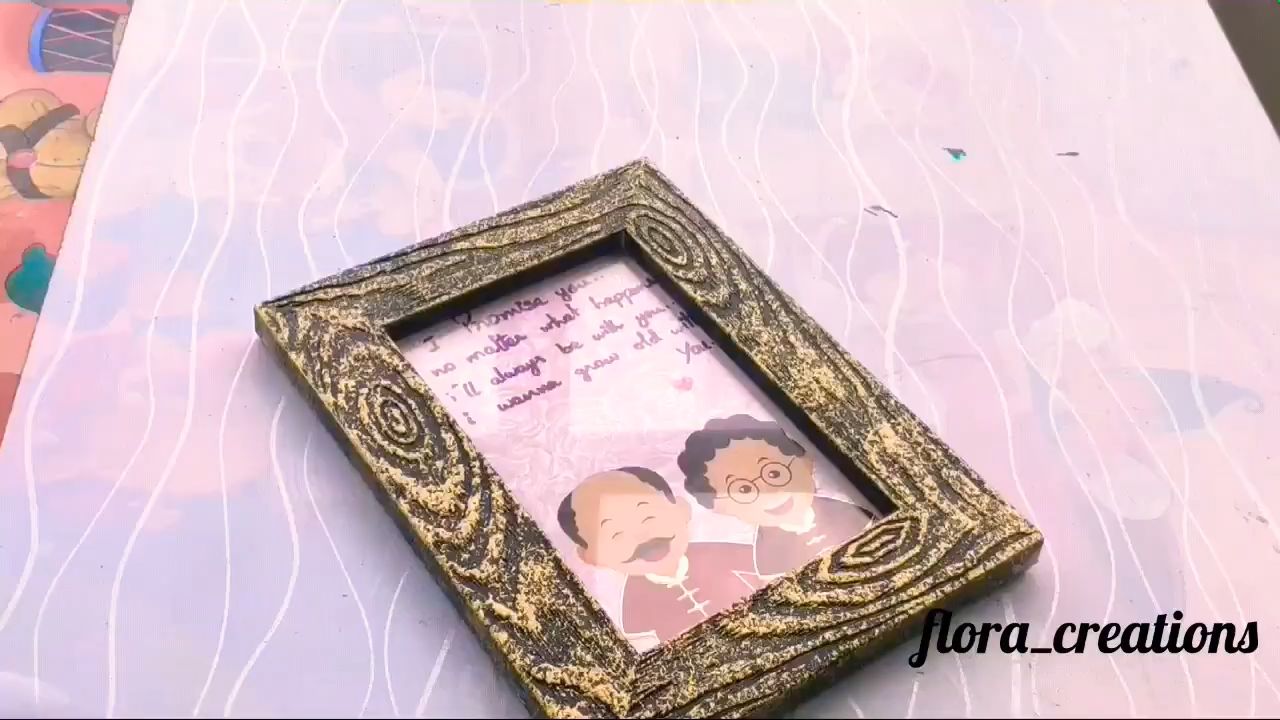 I Promise you...
no matter what happens
i'll always be with you..
i wanna grow old with
you.
flora_creations